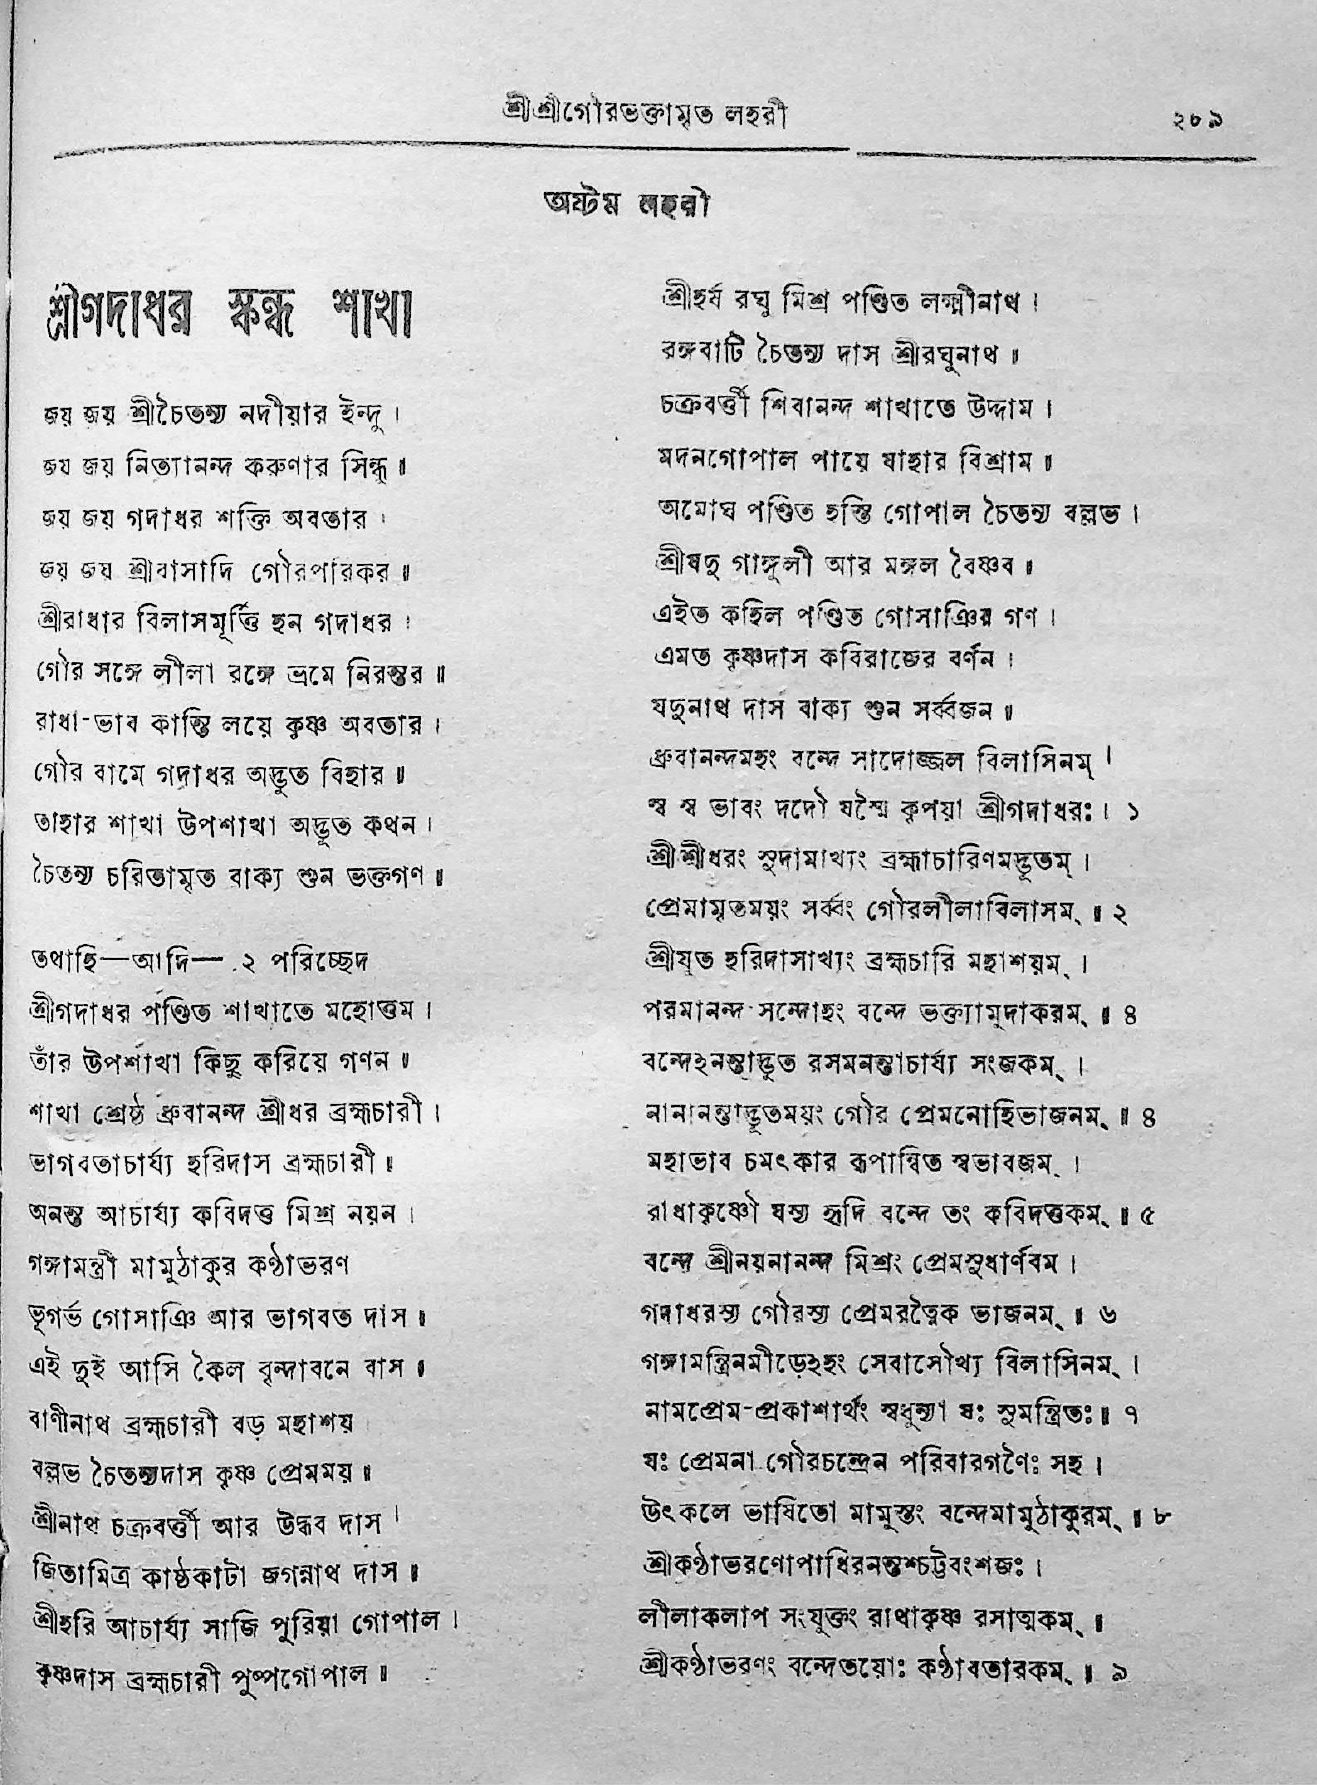 শ্রীশ্রীগৌরভক্তামৃত লহরী
২৮৯
অষ্টম লহরী
শ্রীগদাধর স্কন্ধ শাখা
জয় জয় শ্রীচৈতন্য নদীয়ার ইন্দু ।
জয় জয় নিত্যানন্দ করুণার সিন্ধু ॥
জয় জয় গদাধর শক্তি অবতার ।
জয় জয় শ্রীবাসাদি গৌরপরিকর ॥
শ্রীরাধার বিলাসমূর্ত্তি হন গদাধর ।
গৌর সঙ্গে লীলা রঙ্গে ভ্রমে নিরন্তর ॥
রাধা-ভাব কান্তি লয়ে কৃষ্ণ অবতার ।
গৌর বামে গদাধর অদ্ভুত বিহার ॥
তাহার শাখা উপশাখা অদ্ভূত কথন ।
চৈতন্য চরিতামৃত বাক্য শুন ভক্তগণ ॥
তথাহি—আদি— ২ পরিচ্ছেদ
শ্রীগদাধর পণ্ডিত শাখাতে মহোত্তম ।
তাঁর উপশাখা কিছু করিয়ে গণন ॥
শাখা শ্রেষ্ঠ ধ্রুবানন্দ শ্রীধর ব্রহ্মচারী ।
ভাগবতাচার্য্য হরিদাস ব্রহ্মচারী ॥
অনন্ত আচার্য্য কবিদত্ত মিশ্র নয়ন ।
গঙ্গামন্ত্রী মামুঠাকুর কণ্ঠাভরণ
ভূগর্ভ গোসাঞি আর ভাগবত দাস ॥
এই দুই আসি কৈল বৃন্দাবনে বাস ॥
বাণীনাথ ব্রহ্মচারী বড় মহাশয়
বল্লভ চৈতন্যদাস কৃষ্ণ প্রেমময় ॥
শ্রীনাথ চক্রবর্ত্তী আর উদ্ধব দাস ।
জিতামিত্র কাষ্ঠকাটা জগন্নাথ দাস ॥
শ্রীহরি আচার্য্য সাজি পুরিয়া গোপাল ।
কৃষ্ণদাস ব্রহ্মচারী পুষ্পগোপাল ॥
শ্রীহর্ষ রঘু মিশ্র পণ্ডিত লক্ষ্মীনাথ ।
রঙ্গবাটি চৈতন্য দাস শ্রীরঘুনাথ ॥
চক্রবর্ত্তী শিবানন্দ শাখাতে উদ্দাম ।
মদনগোপাল পায়ে যাহার বিশ্রাম ॥
অমোঘ পণ্ডিত হস্তি গোপাল চৈতন্য বল্লভ ।
শ্রীযদু গাঙ্গুলী আর মঙ্গল বৈষ্ণব ॥
এইত কহিল পণ্ডিত গোসাঞির গণ ।
এমত কৃষ্ণদাস কবিরাজের বর্ণন ।
যদুনাথ দাস বাক্য শুন সর্ব্বজন ॥
ধ্রুবানন্দমহং বন্দে সাদোজ্জল বিলাসিনম্ ।
স্ব স্ব ভাবং দদৌ যস্মৈ কৃপয়া শ্রীগদাধরঃ । ১
শ্রীশ্রীধরং সুদামাখ্যং ব্রহ্মাচারিণমদ্ভূতম্ ।
প্রেমামৃতময়ং সর্ব্বং গৌরলীলাবিলাসম্ ॥ ২
শ্রীযুত হরিদাসাখ্যং ব্রহ্মচারি মহাশয়ম্ ।
পরমানন্দ সন্দোহং বন্দে ভক্ত্যামুদাকরম্ ॥ ৪
বন্দেঽনন্তাদ্ভুত রসমনন্তাচার্য্য সংজকম্ ।
নানানন্তাদ্ভূতময়ং গৌর প্রেমনোহিভাজনম্ ॥ ৪
মহাভাব চমৎকার রূপান্বিত স্বভাবজম্ ।
রাধাকৃষ্ণৌ যস্য হৃদি বন্দে তং কবিদত্তকম্ ॥ ৫
বন্দে শ্রীনয়নানন্দ মিশ্রং প্রেমসুধার্ণবম ।
গদাধরস্য গৌরস্য প্রেমরত্নৈক ভাজনম্ ॥ ৬
গঙ্গামন্ত্রিনমীড়েঽহং সেবাসৌখ্য বিলাসিনম্ ।
নামপ্রেম-প্রকাশার্থং স্বধুন্যা যঃ সুমন্ত্রিতঃ ॥ ৭
যঃ প্রেমনা গৌরচন্দ্রেন পরিবারগণৈঃ সহ ।
উৎকলে ভাষিতো মামুস্তং বন্দেমামুঠাকুরম্ ॥ ৮
শ্রীকণ্ঠাভরণোপাধিরনন্তশ্চট্টবংশজঃ ।
লীলাকলাপ সংযুক্তং রাধাকৃষ্ণ রসাত্মকম্ ॥
শ্রীকণ্ঠাভরণং বন্দেতয়োঃ কণ্ঠাবতারকম্ ॥ ৯